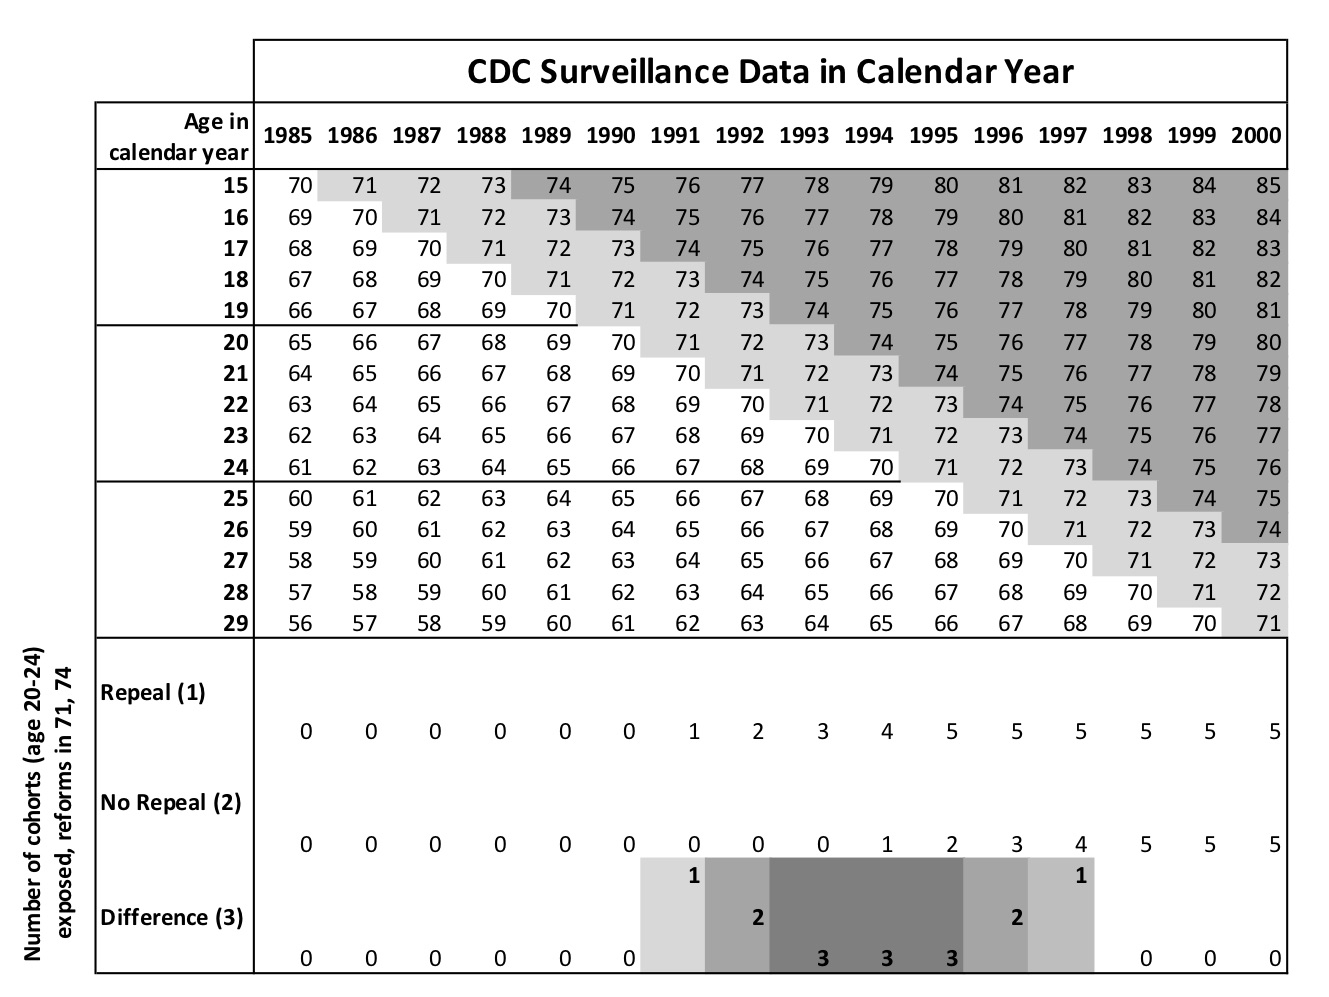 CDC Surveillance Data in Calendar Year
Age in
calendar year 1985 1986 1987 1988 1989 1990 1991 1992 1993 1994 1995 1996 1997 1998 1999 2000
15 70 71 72 73 74 75 76 77 78 79 80 81 82 83 84 85
16 69 70 71 72 73 74 75 76 77 78 79 80 81 82 83 84
17 68 69 70 71 72 73 74 75 76 77 78 79 80 81 82 83
18 67 68 69 70 71 72 73 74 75 76 77 78 79 80 81 82
19 66 67 68 69 70 71 72 73 74 75 76 77 78 79 80 81
20 65 66 67 68 69 70 71 72 73 74 75 76 77 78 79 80
21 64 65 66 67 68 69 70 71 72 73 74 75 76 77 78 79
22 63 64 65 66 67 68 69 70 71 72 73 74 75 76 77 78
23 62 63 64 65 66 67 68 69 70 71 72 73 74 75 76 77
24 61 62 63 64 65 66 67 68 69 70 71 72 73 74 75 76
25 60 61 62 63 64 65 66 67 68 69 70 71 72 73 74 75
26 59 60 61 62 63 64 65 66 67 68 69 70 71 72 73 74
27 58 59 60 61 62 63 64 65 66 67 68 69 70 71 72 73
28 57 58 59 60 61 62 63 64 65 66 67 68 69 70 71 72
29 56 57 58 59 60 61 62 63 64 65 66 67 68 69 70 71
Number of cohorts (age 20-24)
exposed, reforms in 71, 74
Repeal (1)
0 0 0 0 0 0 1 2 3 4 5 5 5 5 5 5
No Repeal (2)
0 0 0 0 0 0 0 0 0 1 2 3 4 5 5 5
1 1
Difference (3) 2 2
0 0 0 0 0 0 3 3 3 0 0 0